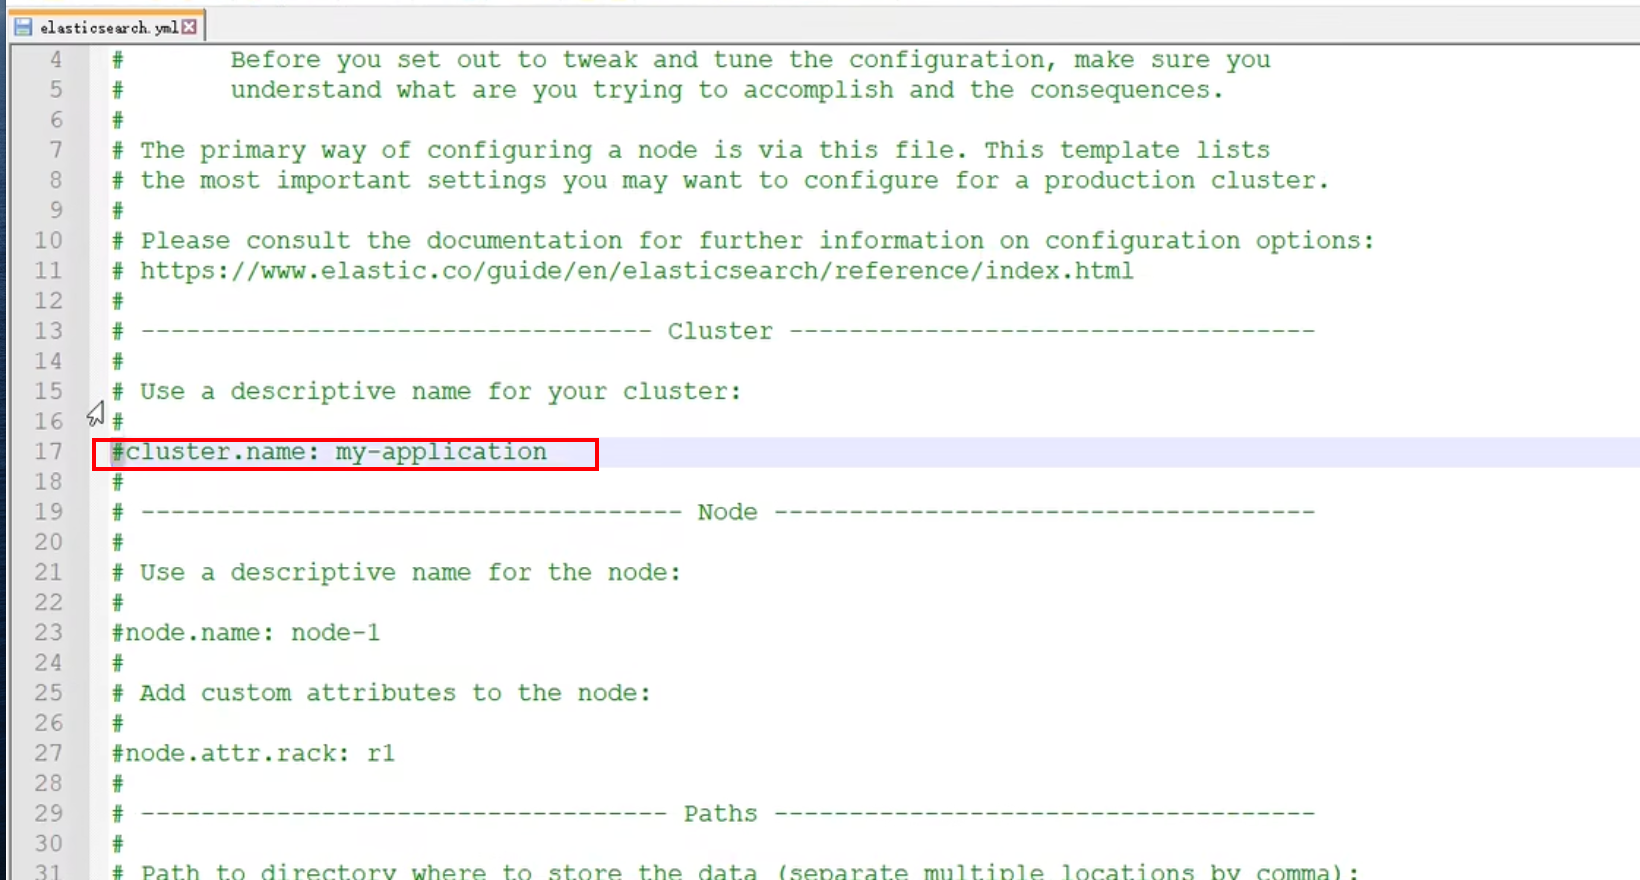 elasticsearch.yml
4 #       Before you set out to tweak and tune the configuration, make sure you
5 #       understand what are you trying to accomplish and the consequences.
6 #
7 # The primary way of configuring a node is via this file. This template lists
8 # the most important settings you may want to configure for a production cluster.
9 #
10 # Please consult the documentation for further information on configuration options:
11 # https://www.elastic.co/guide/en/elasticsearch/reference/index.html
12 #
13 # ---------------------------------- Cluster -----------------------------------
14 #
15 # Use a descriptive name for your cluster:
16 #
17 #cluster.name: my-application
18 #
19 # ------------------------------------ Node ------------------------------------
20 #
21 # Use a descriptive name for the node:
22 #
23 #node.name: node-1
24 #
25 # Add custom attributes to the node:
26 #
27 #node.attr.rack: r1
28 #
29 # ----------------------------------- Paths ------------------------------------
30 #
31 # Path to directory where to store the data (separate multiple locations by comma):